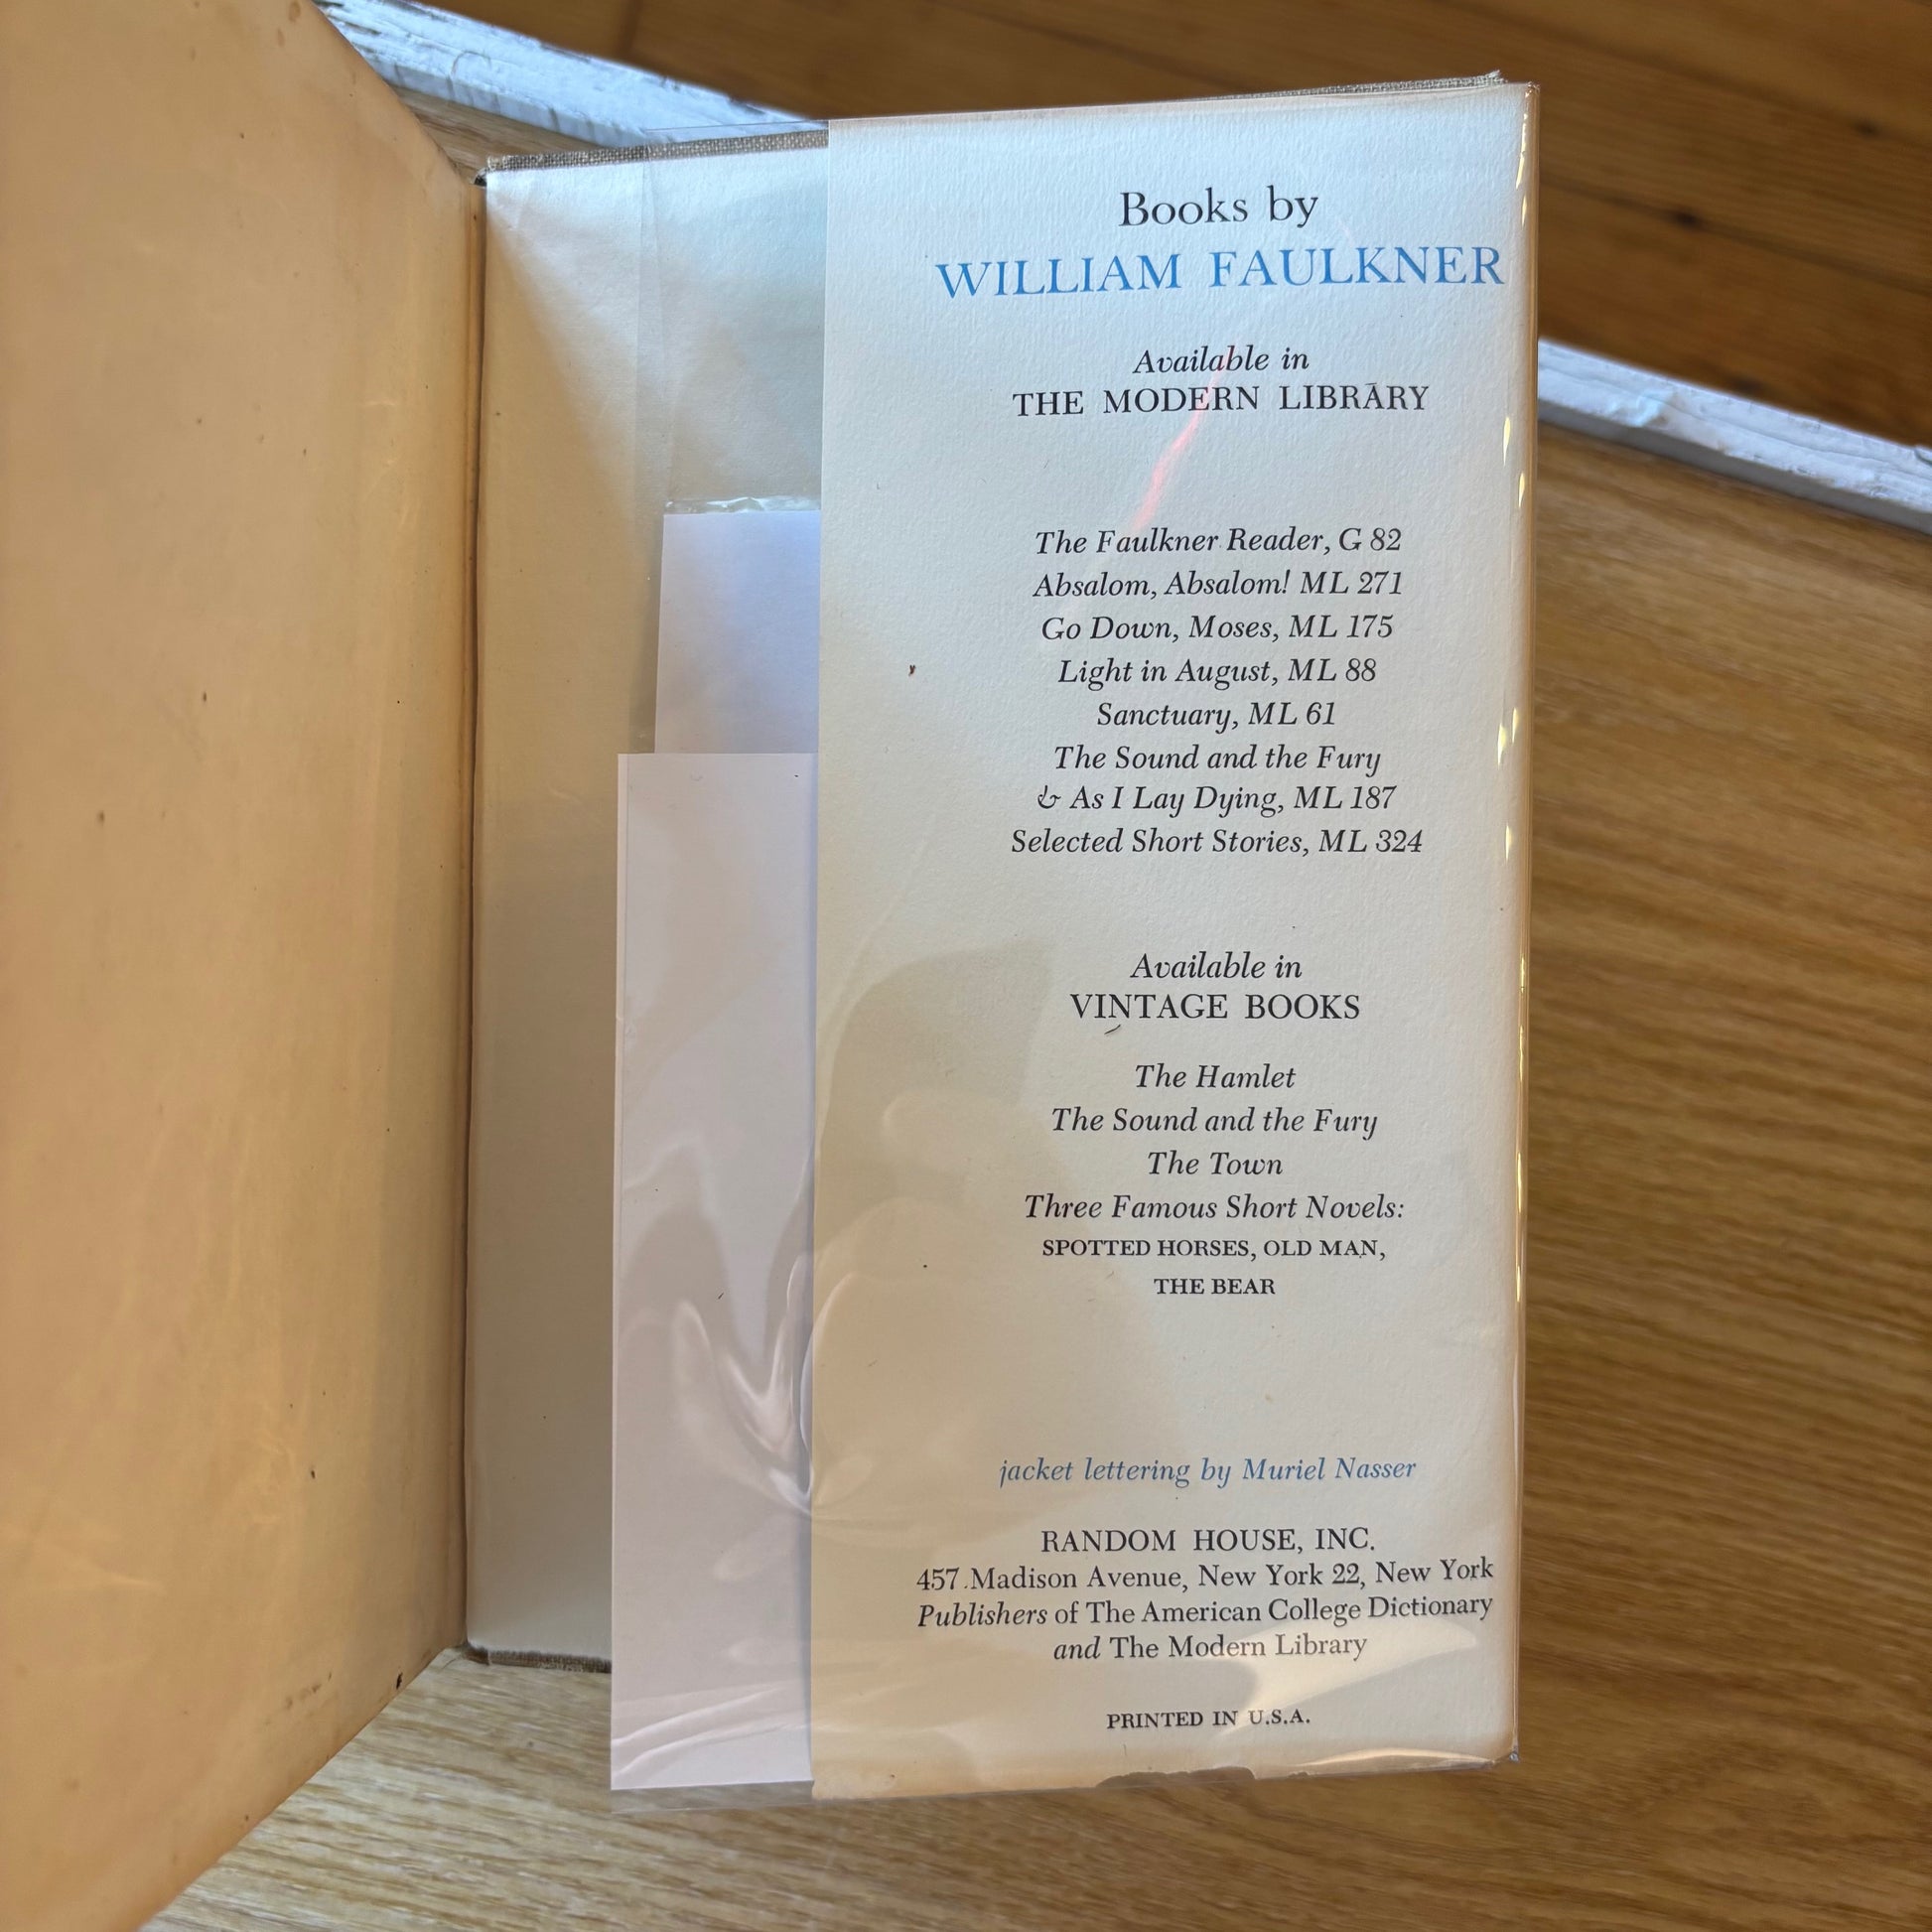 Books by
WILLIAM FAULKNER
Available in
THE MODERN LIBRARY
The Faulkner Reader, G 82
Absalom, Absalom! ML 271
Go Down, Moses, ML 175
Light in August, ML 88
Sanctuary, ML 61
The Sound and the Fury
& As I Lay Dying, ML 187
Selected Short Stories, ML 324
Available in
VINTAGE BOOKS
The Hamlet
The Sound and the Fury
The Town
Three Famous Short Novels:
SPOTTED HORSES, OLD MAN,
THE BEAR
jacket lettering by Muriel Nasser
RANDOM HOUSE, INC.
457 Madison Avenue, New York 22, New York
Publishers of The American College Dictionary
and The Modern Library
PRINTED IN U.S.A.